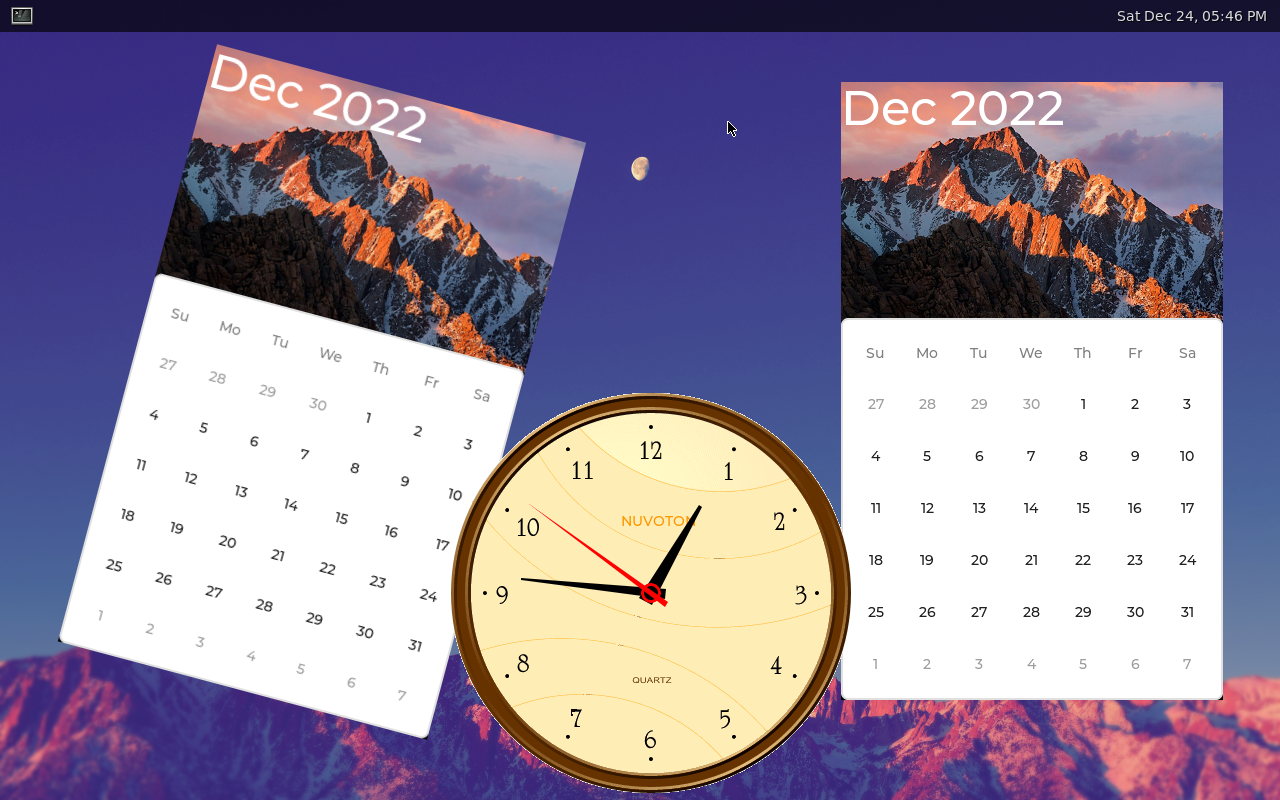 Sat Dec 24, 05:46 PM
Dec 2022
Su Mo Tu We Th Fr Sa
27 28 29 30 1 2 3
4 5 6 7 8 9 10
11 12 13 14 15 16 17
18 19 20 21 22 23 24
25 26 27 28 29 30 31
1 2 3 4 5 6 7
12
11 1
10 2
NUVOTON
9 3
8 4
QUARTZ
7 5
6
Dec 2022
Su Mo Tu We Th Fr Sa
27 28 29 30 1 2 3
4 5 6 7 8 9 10
11 12 13 14 15 16 17
18 19 20 21 22 23 24
25 26 27 28 29 30 31
1 2 3 4 5 6 7